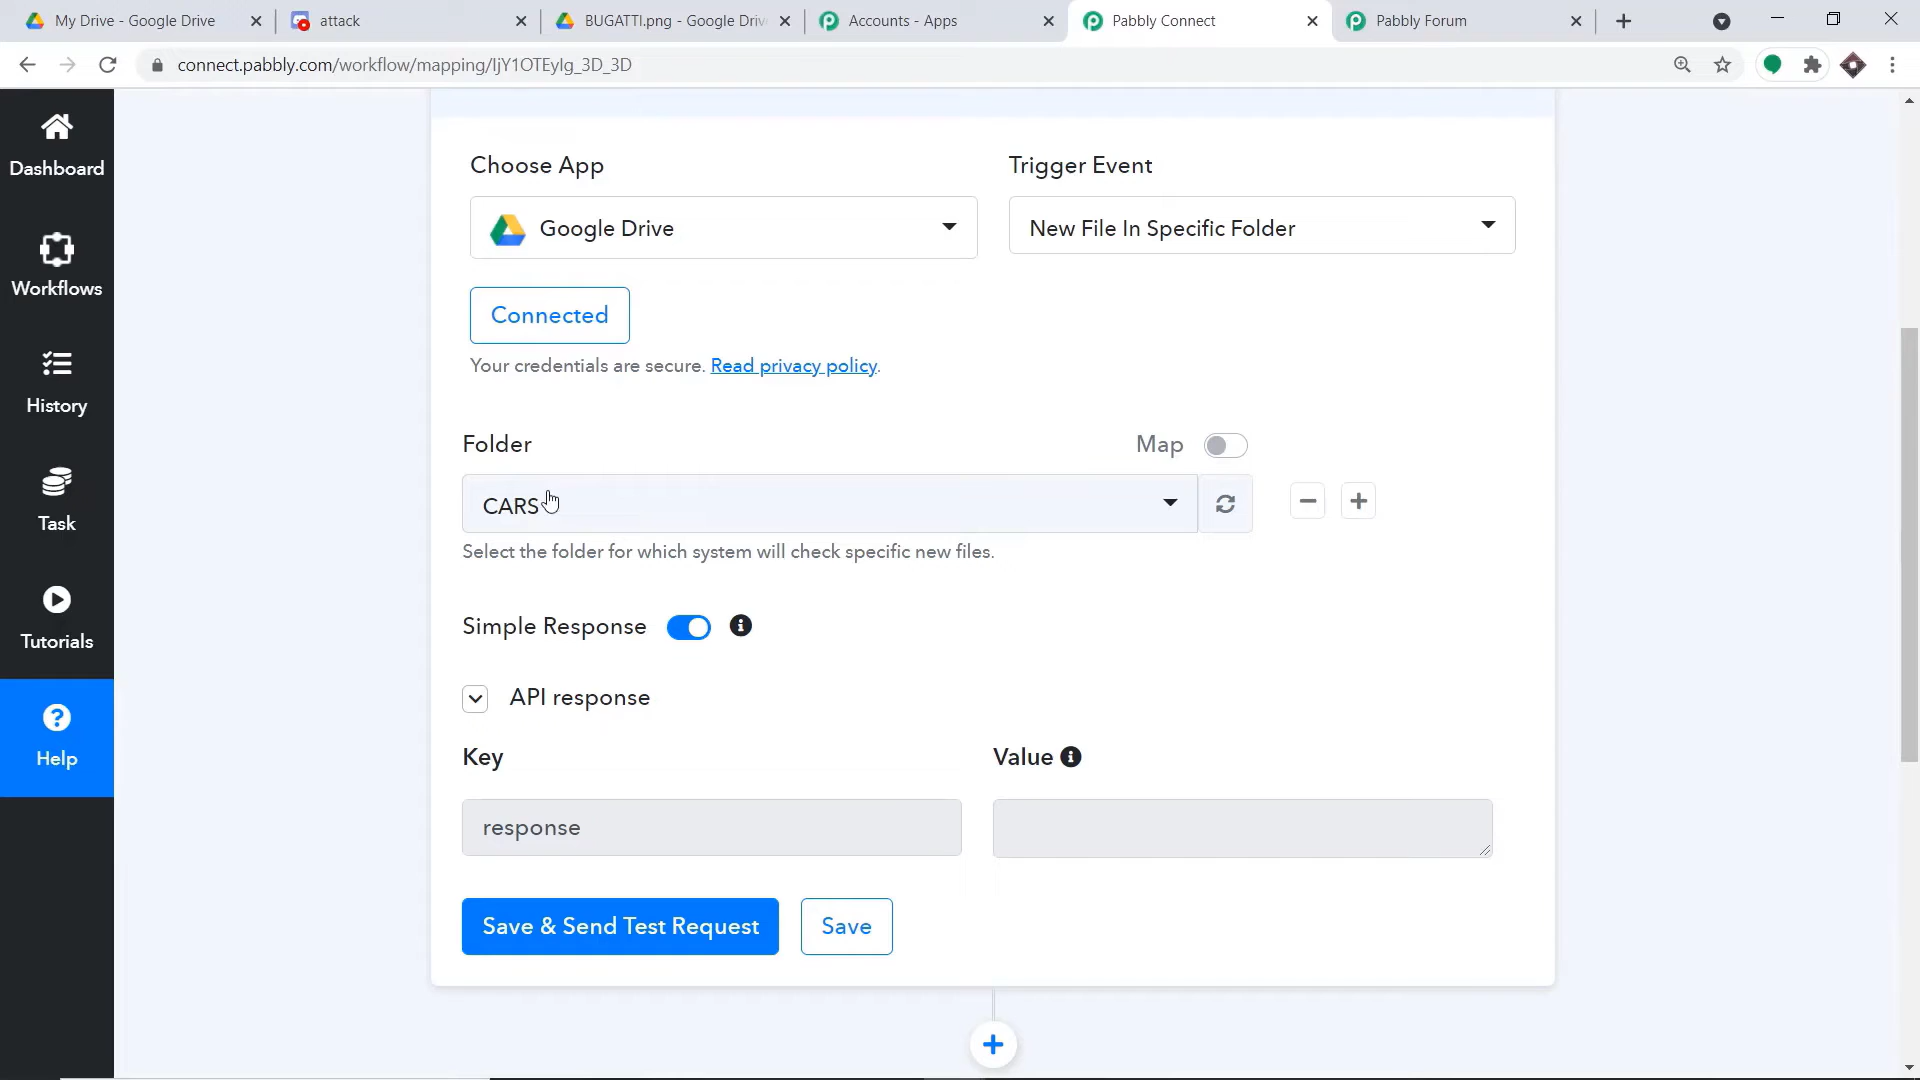 My Drive - Google Drive
attack
BUGATTI.png - Google Driv
Accounts - Apps
Pabbly Connect
Pabbly Forum
connect.pabbly.com/workflow/mapping/IjY1OTEyIg_3D_3D
Dashboard
Workflows
History
Task
Tutorials
Help
Choose App
Trigger Event
Google Drive
New File In Specific Folder
Connected
Your credentials are secure. Read privacy policy.
Folder
Map
CARS
Select the folder for which system will check specific new files.
Simple Response
API response
Key
Value
response
Save & Send Test Request
Save